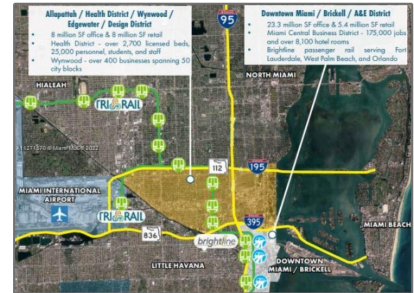 Allapattah / Health District / Wynwood /
Edgewater / Design District
• 8 million SF office & 8 million SF retail
• Health District - over 2,700 licensed beds,
25,000 personnel, students, and staff
• Wynwood - over 400 businesses spanning 50
city blocks
Downtown Miami / Brickell / A&E District
• 23.3 million SF office & 5.4 million SF retail
• Miami Central Business District - 175,000 jobs
and over 8,100 hotel rooms
• Brightline passenger rail serving Fort
Lauderdale, West Palm Beach, and Orlando
95
NORTH MIAMI
HIALEAH
TRI RAIL
112
195
MIAMI INTERNATIONAL
AIRPORT
TRI RAIL
395
MIAMI BEACH
836
brightline
LITTLE HAVANA
DOWNTOWN
MIAMI / BRICKELL